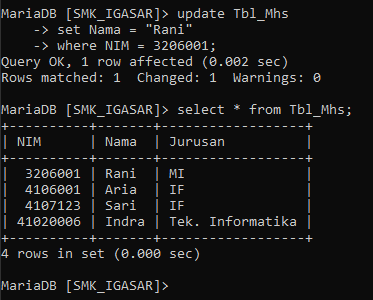 MariaDB [SMK_IGASAR]> update Tbl_Mhs
    -> set Nama = "Rani"
    -> where NIM = 3206001;
Query OK, 1 row affected (0.002 sec)
Rows matched: 1  Changed: 1  Warnings: 0

MariaDB [SMK_IGASAR]> select * from Tbl_Mhs;
+----------+-------+------------------+
| NIM      | Nama  | Jurusan          |
+----------+-------+------------------+
|  3206001 | Rani  | MI               |
|  4106001 | Aria  | IF               |
|  4107123 | Sari  | IF               |
| 41020006 | Indra | Tek. Informatika |
+----------+-------+------------------+
4 rows in set (0.000 sec)

MariaDB [SMK_IGASAR]>